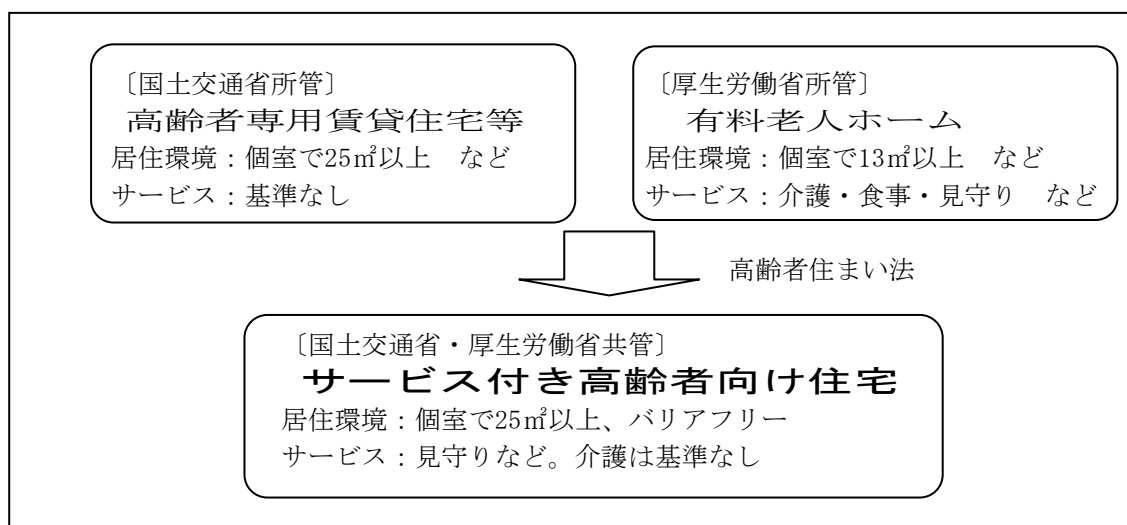 〔国土交通省所管〕
高齢者専用賃貸住宅等
居住環境：個室で25㎡以上　など
サービス：基準なし
〔厚生労働省所管〕
有料老人ホーム
居住環境：個室で13㎡以上　など
サービス：介護・食事・見守り　など
高齢者住まい法
〔国土交通省・厚生労働省共管〕
サービス付き高齢者向け住宅
居住環境：個室で25㎡以上、バリアフリー
サービス：見守りなど。介護は基準なし